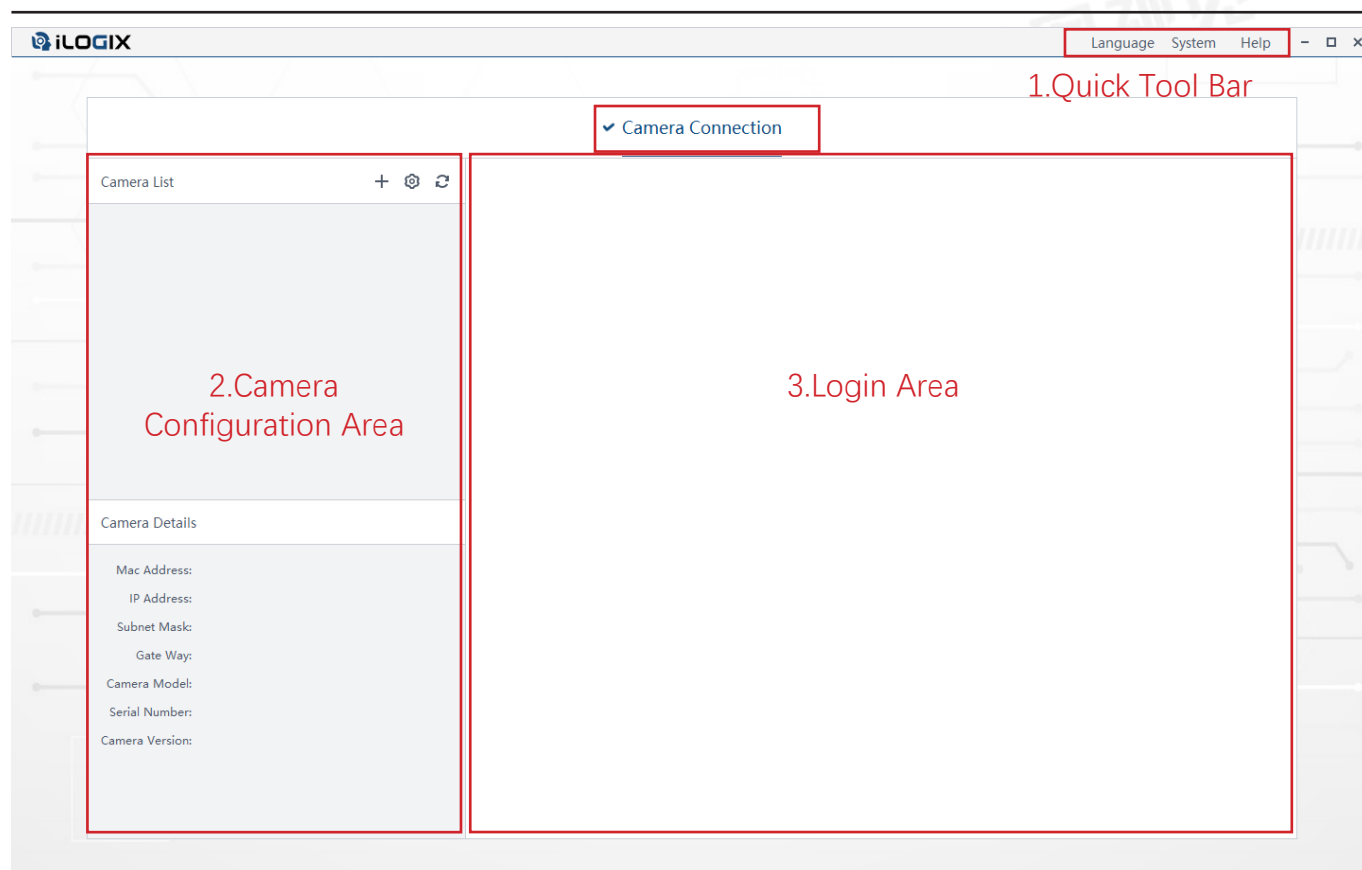 iLOGIX
Language System Help
1.Quick Tool Bar
Camera Connection
Camera List
2.Camera
Configuration Area
3.Login Area
Camera Details
Mac Address:
IP Address:
Subnet Mask:
Gate Way:
Camera Model:
Serial Number:
Camera Version: